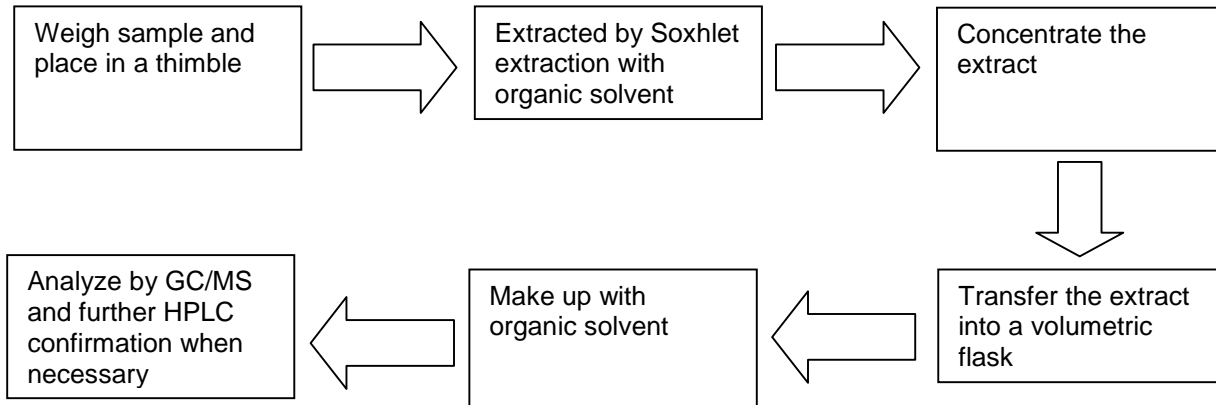 Weigh sample and
place in a thimble
Extracted by Soxhlet
extraction with
organic solvent
Concentrate the
extract
Transfer the extract
into a volumetric
flask
Make up with
organic solvent
Analyze by GC/MS
and further HPLC
confirmation when
necessary